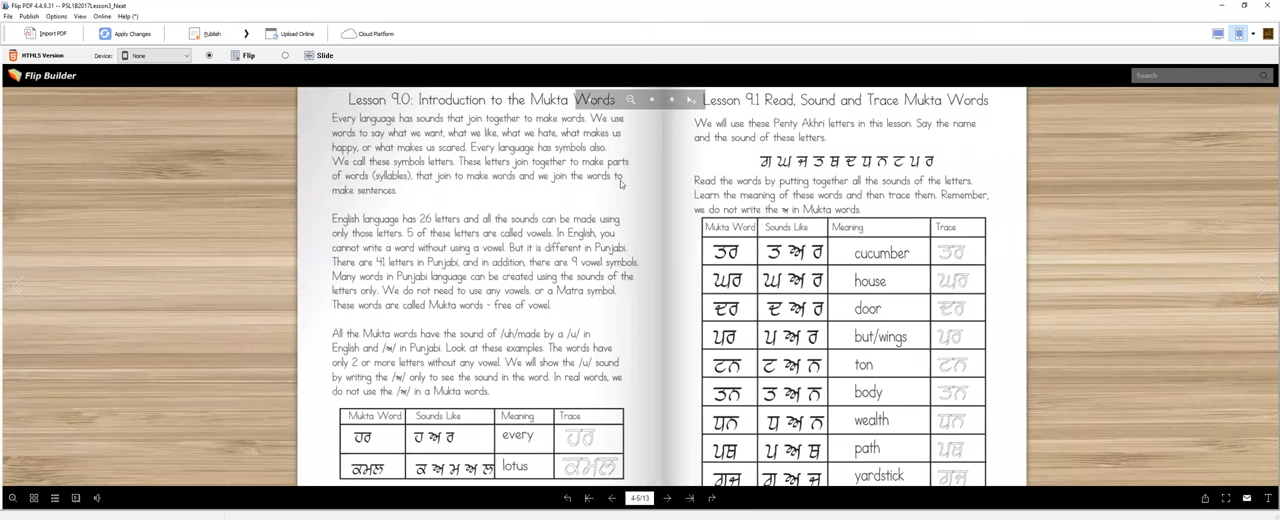 Flip PDF 4.4.9.31 -- PSL1B2017Lesson3_Neat
File Publish Options View Online Help (*)
Import PDF Apply Changes Publish Upload Online Cloud Platform
HTML5 Version Device: None Flip Slide
Flip Builder Search
Lesson 9.0: Introduction to the Mukta Words
Every language has sounds that join together to make words. We use
words to say what we want, what we like, what we hate, what makes us
happy, or what makes us scared. Every language has symbols also.
We call these symbols letters. These letters join together to make parts
of words (syllables), that join to make words and we join the words to
make sentences.
English language has 26 letters and all the sounds can be made using
only those letters. 5 of these letters are called vowels. In English, you
cannot write a word without using a vowel. But it is different in Punjabi.
There are 41 letters in Punjabi, and in addition, there are 9 vowel symbols.
Many words in Punjabi language can be created using the sounds of the
letters only. We do not need to use any vowels. or a Matra symbol.
These words are called Mukta words - free of vowel.
All the Mukta words have the sound of /uh/made by a /u/ in
English and /ਅ/ in Punjabi. Look at these examples. The words have
only 2 or more letters without any vowel. We will show the /u/ sound
by writing the /ਅ/ only to see the sound in the word. In real words, we
do not use the /ਅ/ in a Mukta words.
Mukta Word Sounds Like Meaning Trace
ਹਰ ਹ ਅ ਰ every ਹਰ
ਕਮਲ ਕ ਅ ਮ ਅ ਲ lotus ਕਮਲ
Lesson 9.1 Read, Sound and Trace Mukta Words
We will use these Penty Akhri letters in this lesson. Say the name
and the sound of these letters.
ਗ ਘ ਜ ਤ ਥ ਦ ਧ ਨ ਟ ਪ ਰ
Read the words by putting together all the sounds of the letters.
Learn the meaning of these words and then trace them. Remember,
we do not write the ਅ in Mukta words.
Mukta Word Sounds Like Meaning Trace
ਤਰ ਤ ਅ ਰ cucumber ਤਰ
ਘਰ ਘ ਅ ਰ house ਘਰ
ਦਰ ਦ ਅ ਰ door ਦਰ
ਪਰ ਪ ਅ ਰ but/wings ਪਰ
ਟਨ ਟ ਅ ਨ ton ਟਨ
ਤਨ ਤ ਅ ਨ body ਤਨ
ਧਨ ਧ ਅ ਨ wealth ਧਨ
ਪਥ ਪ ਅ ਥ path ਪਥ
ਗਜ ਗ ਅ ਜ yardstick ਗਜ
4-5/13